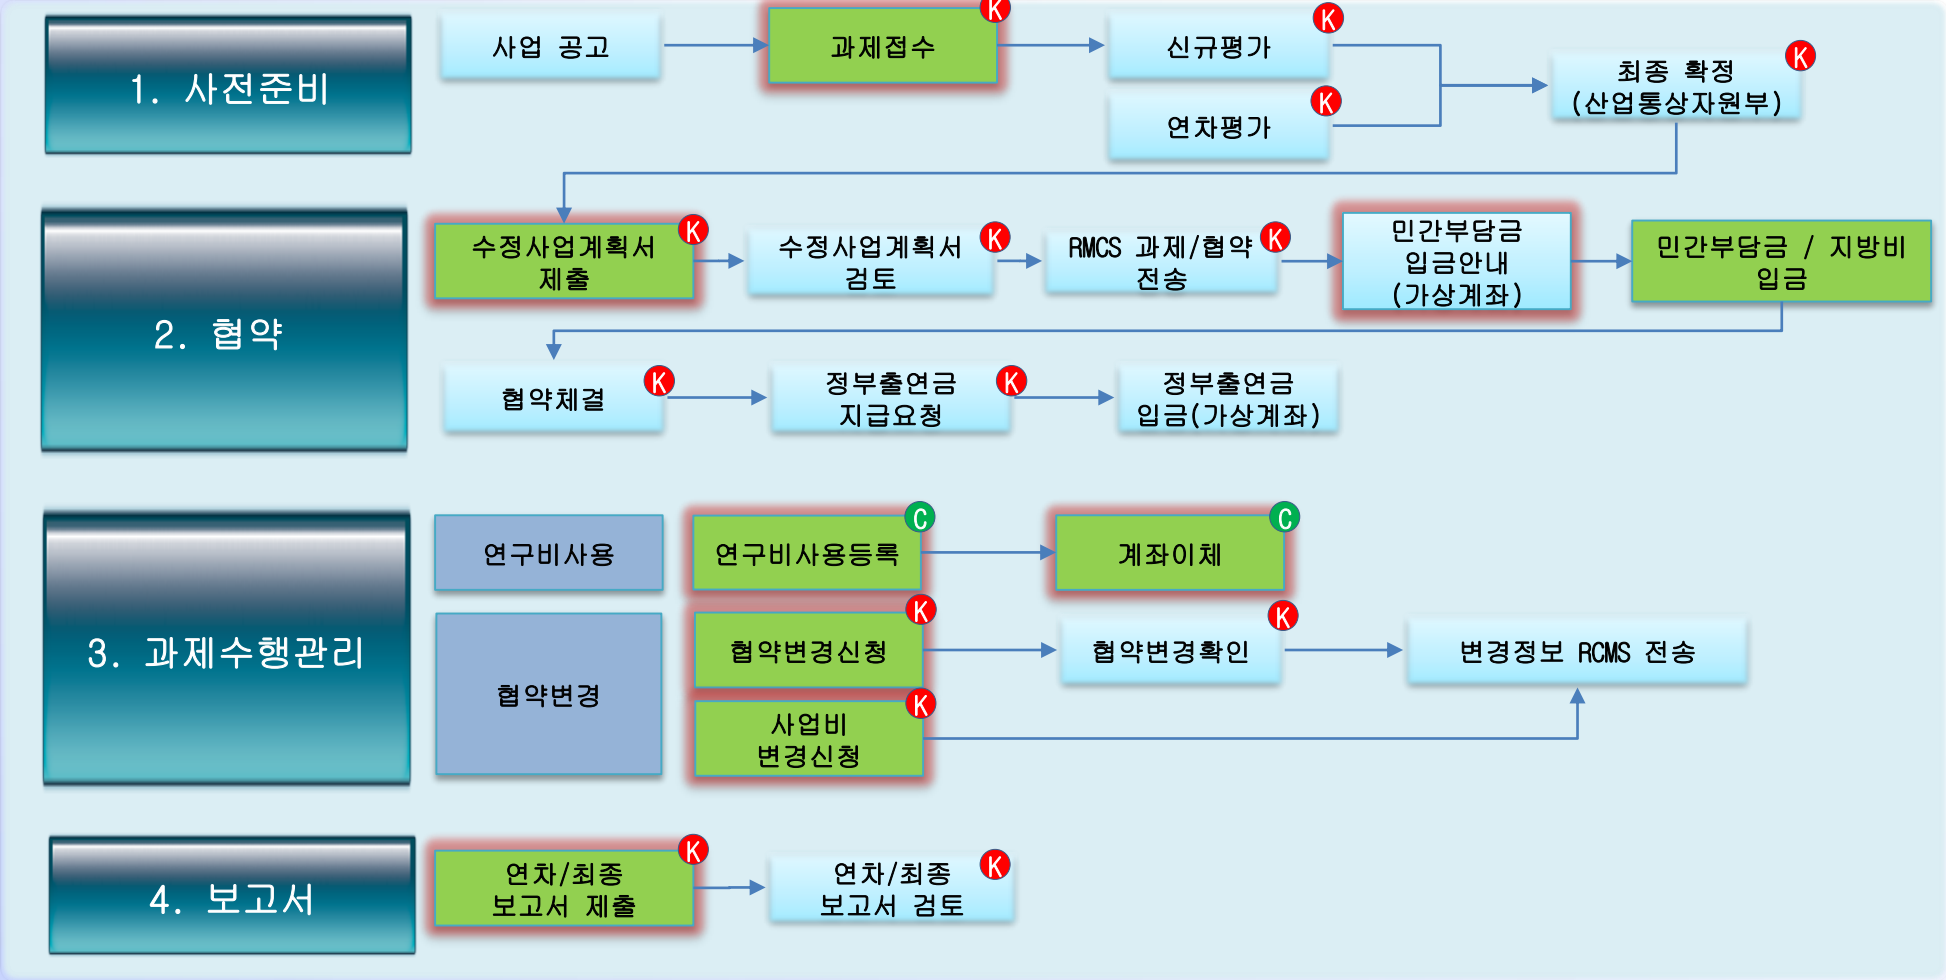 1. 사전준비
사업 공고
과제접수
K
신규평가
K
연차평가
K
최종 확정
(산업통상자원부)
K
2. 협약
수정사업계획서
제출
K
수정사업계획서
검토
K
RMCS 과제/협약
전송
K
민간부담금
입금안내
(가상계좌)
민간부담금 / 지방비
입금
협약체결
K
정부출연금
지급요청
K
정부출연금
입금(가상계좌)
3. 과제수행관리
연구비사용
연구비사용등록
C
계좌이체
C
협약변경
협약변경신청
K
협약변경확인
K
변경정보 RCMS 전송
사업비
변경신청
K
4. 보고서
연차/최종
보고서 제출
K
연차/최종
보고서 검토
K